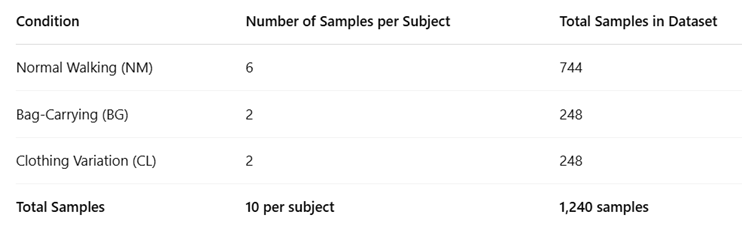 Condition Number of Samples per Subject Total Samples in Dataset
Normal Walking (NM) 6 744
Bag-Carrying (BG) 2 248
Clothing Variation (CL) 2 248
Total Samples 10 per subject 1,240 samples